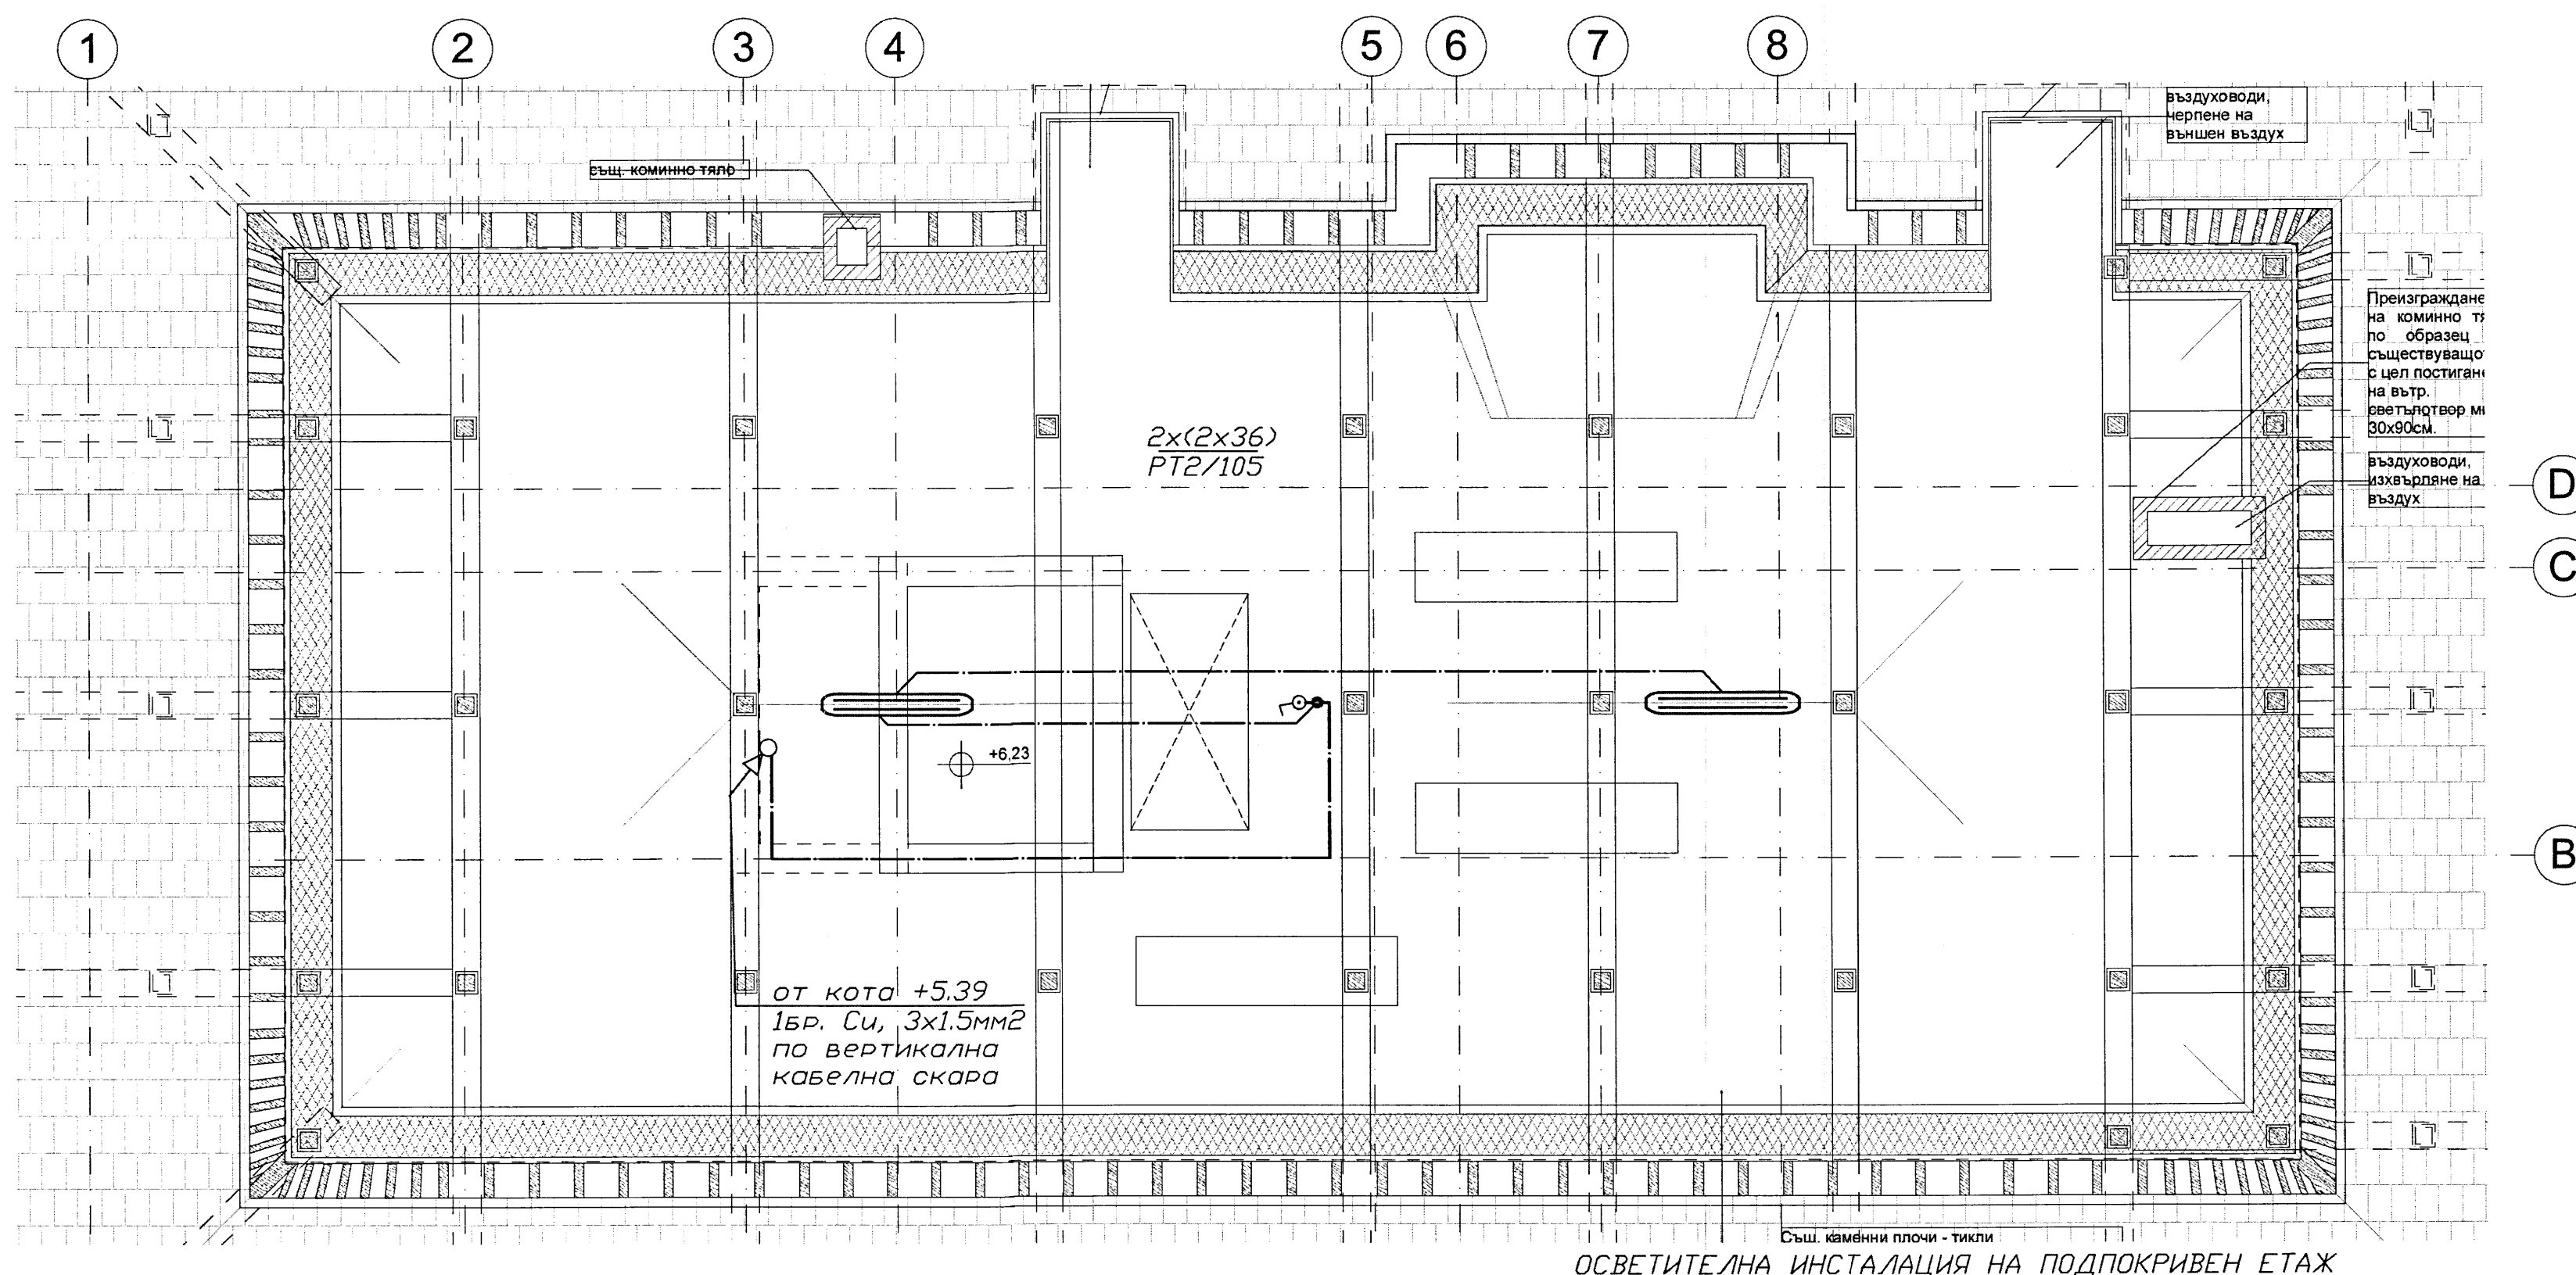 1 2 3 4 5 6 7 8
въздуховоди,
черпене на
външен въздух
същ. коминно тяло
Преизграждане
на коминно тя
по образец
съществуващо
с цел постиган
на вътр.
светълотвор ми
30х90см.
2x(2x36)
PT2/105
въздуховоди,
изхвърляне на
въздух
D
C
+6,23
B
от кота +5.39
1бр. Cu, 3x1.5мм2
по вертикална
кабелна скара
Същ. каменни плочи - тикли
ОСВЕТИТЕЛНА ИНСТАЛАЦИЯ НА ПОДПОКРИВЕН ЕТАЖ